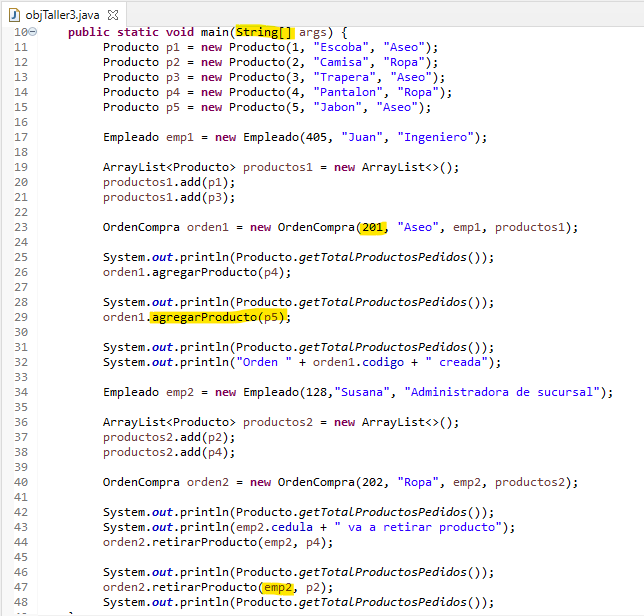 objTaller3.java
10 public static void main(String[] args) {
11 Producto p1 = new Producto(1, "Escoba", "Aseo");
12 Producto p2 = new Producto(2, "Camisa", "Ropa");
13 Producto p3 = new Producto(3, "Trapera", "Aseo");
14 Producto p4 = new Producto(4, "Pantalon", "Ropa");
15 Producto p5 = new Producto(5, "Jabon", "Aseo");
16
17 Empleado emp1 = new Empleado(405, "Juan", "Ingeniero");
18
19 ArrayList<Producto> productos1 = new ArrayList<>();
20 productos1.add(p1);
21 productos1.add(p3);
22
23 OrdenCompra orden1 = new OrdenCompra(201, "Aseo", emp1, productos1);
24
25 System.out.println(Producto.getTotalProductosPedidos());
26 orden1.agregarProducto(p4);
27
28 System.out.println(Producto.getTotalProductosPedidos());
29 orden1.agregarProducto(p5);
30
31 System.out.println(Producto.getTotalProductosPedidos());
32 System.out.println("Orden " + orden1.codigo + " creada");
33
34 Empleado emp2 = new Empleado(128,"Susana", "Administradora de sucursal");
35
36 ArrayList<Producto> productos2 = new ArrayList<>();
37 productos2.add(p2);
38 productos2.add(p4);
39
40 OrdenCompra orden2 = new OrdenCompra(202, "Ropa", emp2, productos2);
41
42 System.out.println(Producto.getTotalProductosPedidos());
43 System.out.println(emp2.cedula + " va a retirar producto");
44 orden2.retirarProducto(emp2, p4);
45
46 System.out.println(Producto.getTotalProductosPedidos());
47 orden2.retirarProducto(emp2, p2);
48 System.out.println(Producto.getTotalProductosPedidos());